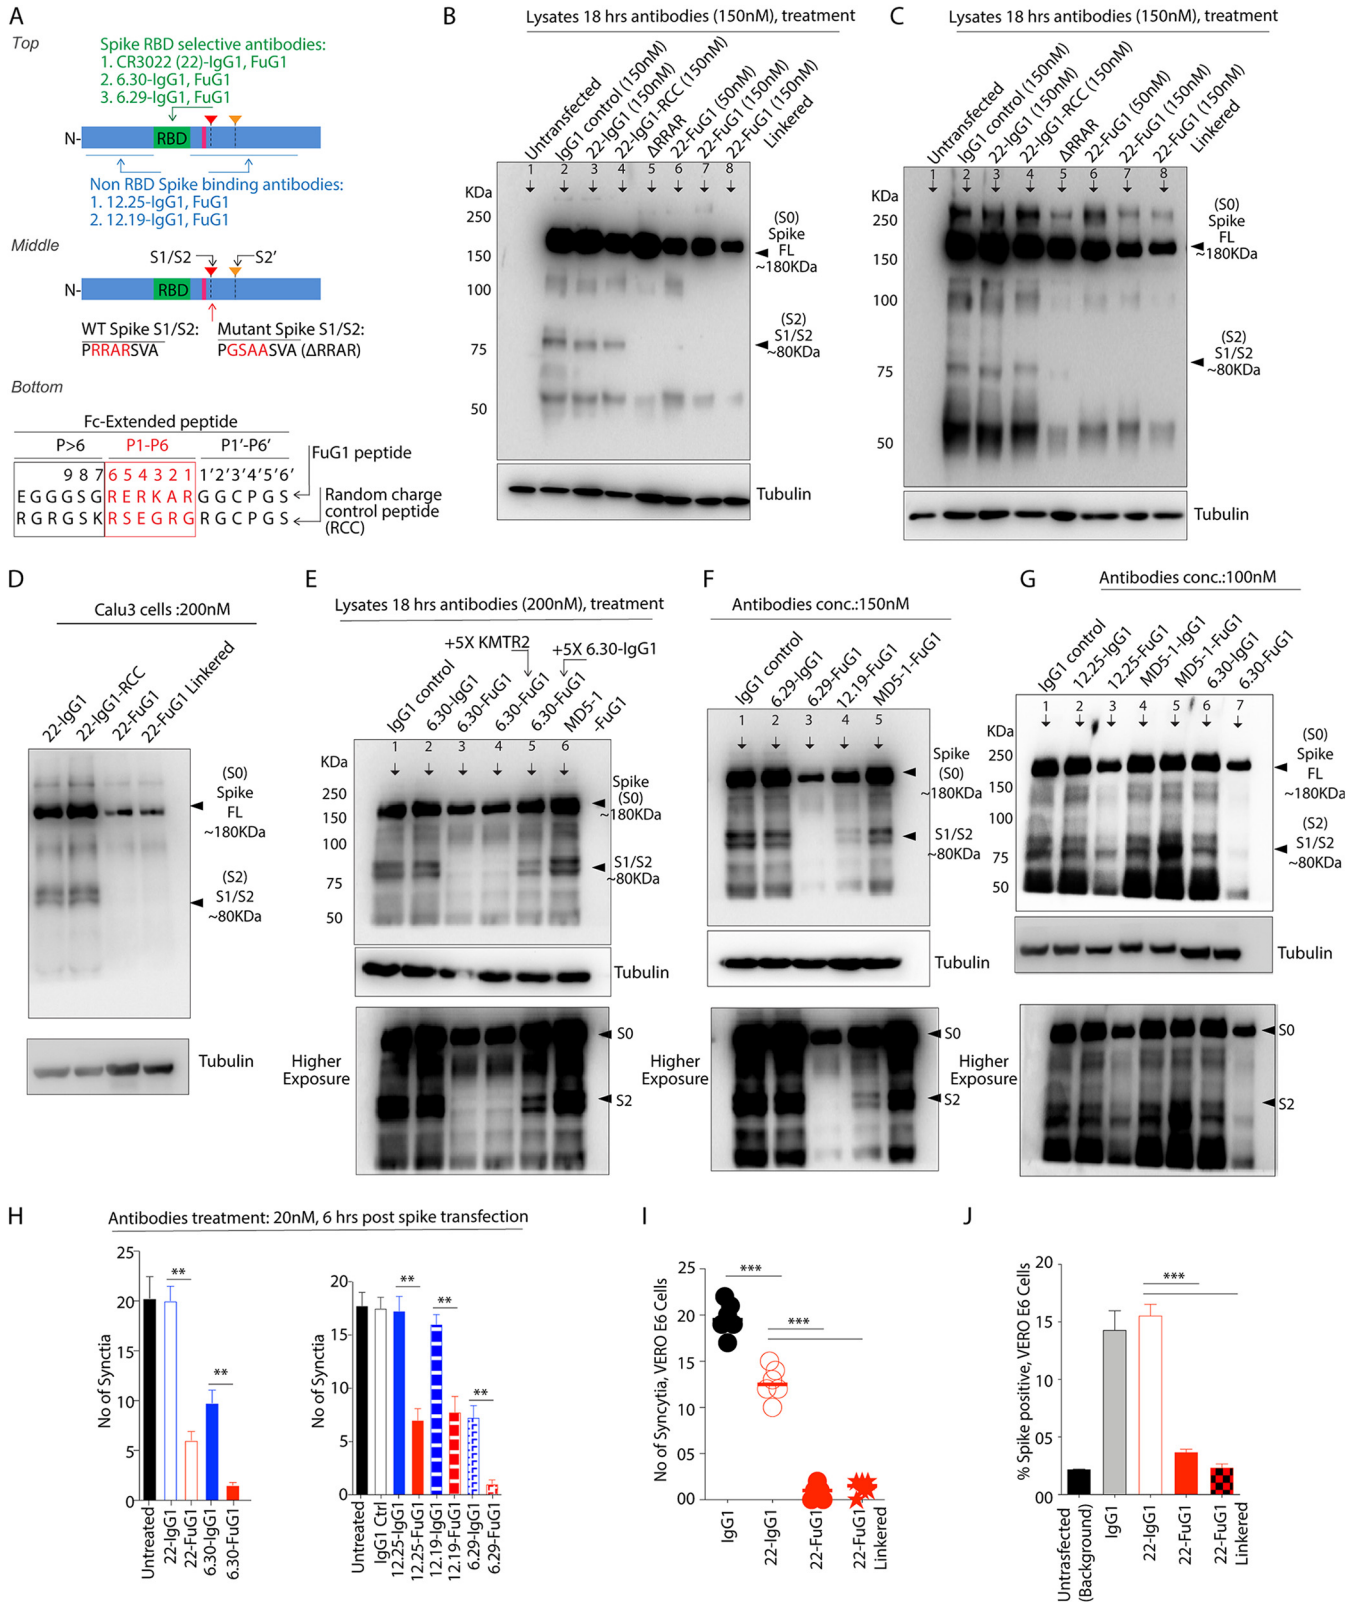 A
Top
Spike RBD selective antibodies:
1. CR3022 (22)-IgG1, FuG1
2. 6.30-IgG1, FuG1
3. 6.29-IgG1, FuG1
N-
RBD
Non RBD Spike binding antibodies:
1. 12.25-IgG1, FuG1
2. 12.19-IgG1, FuG1
Middle
S1/S2
S2'
N-
RBD
WT Spike S1/S2:
PRRARSVA
Mutant Spike S1/S2:
PGSAASVA (ΔRRAR)
Bottom
Fc-Extended peptide
P>6 P1-P6 P1'-P6'
9 8 7 6 5 4 3 2 1 1'2'3'4'5'6'
E G G G S G R E R K A R G G C P G S
R G R G S K R S E G R G R G C P G S
FuG1 peptide
Random charge
control peptide
(RCC)
B
Lysates 18 hrs antibodies (150nM), treatment
Untransfected
IgG1 control (150nM)
22-IgG1 (150nM)
22-IgG1-RCC (150nM)
ΔRRAR
22-FuG1 (50nM)
22-FuG1 (150nM)
22-FuG1 (150nM)
Linkered
1 2 3 4 5 6 7 8
KDa
250
150
100
75
50
(S0)
Spike
FL
~180KDa
(S2)
S1/S2
~80KDa
Tubulin
C
Lysates 18 hrs antibodies (150nM), treatment
Untransfected
IgG1 control (150nM)
22-IgG1 (150nM)
22-IgG1-RCC (150nM)
ΔRRAR
22-FuG1 (50nM)
22-FuG1 (150nM)
22-FuG1 (150nM)
Linkered
1 2 3 4 5 6 7 8
KDa
250
150
100
75
50
(S0)
Spike
FL
~180KDa
(S2)
S1/S2
~80KDa
Tubulin
D
Calu3 cells :200nM
22-IgG1
22-IgG1-RCC
22-FuG1
22-FuG1 Linkered
(S0)
Spike
FL
~180KDa
(S2)
S1/S2
~80KDa
Tubulin
E
Lysates 18 hrs antibodies (200nM), treatment
+5X KMTR2
+5X 6.30-IgG1
IgG1 control
6.30-IgG1
6.30-FuG1
6.30-FuG1
6.30-FuG1
MD5-1
-FuG1
1 2 3 4 5 6
KDa
250
150
100
75
50
Spike
(S0)
~180KDa
S1/S2
~80KDa
Tubulin
Higher
Exposure
S0
S2
F
Antibodies conc.:150nM
IgG1 control
6.29-IgG1
6.29-FuG1
12.19-FuG1
MD5-1-FuG1
1 2 3 4 5
Spike
(S0)
~180KDa
S1/S2
~80KDa
Tubulin
Higher
Exposure
S0
S2
G
Antibodies conc.:100nM
IgG1 control
12.25-IgG1
12.25-FuG1
MD5-1-IgG1
MD5-1-FuG1
6.30-IgG1
6.30-FuG1
1 2 3 4 5 6 7
KDa
250
150
100
75
50
(S0)
Spike
FL
~180KDa
(S2)
S1/S2
~80KDa
Tubulin
Higher
Exposure
S0
S2
H
Antibodies treatment: 20nM, 6 hrs post spike transfection
No of Synctia
25
20
15
10
5
0
**
**
Untreated
22-IgG1
22-FuG1
6.30-IgG1
6.30-FuG1
No of Synctia
20
15
10
5
0
**
**
**
Untreated
IgG1 Ctrl
12.25-IgG1
12.25-FuG1
12.19-IgG1
12.19-FuG1
6.29-IgG1
6.29-FuG1
I
No of Syncytia, VERO E6 Cells
25
20
15
10
05
00
***
***
IgG1
22-IgG1
22-FuG1
22-FuG1
Linkered
J
% Spike positive, VERO E6 Cells
20
15
10
05
00
***
Untrasfected
(Background)
IgG1
22-IgG1
22-FuG1
22-FuG1
Linkered